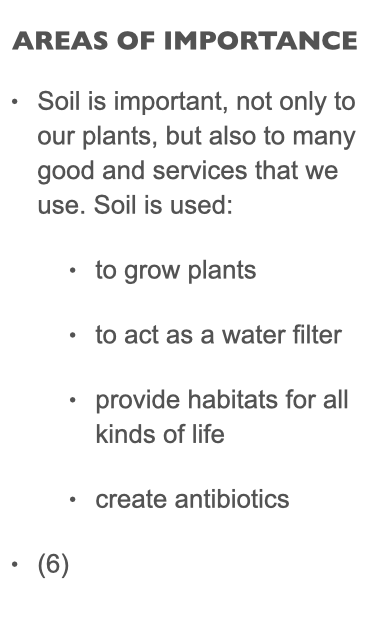 AREAS OF IMPORTANCE
• Soil is important, not only to
our plants, but also to many
good and services that we
use. Soil is used:
• to grow plants
• to act as a water filter
• provide habitats for all
kinds of life
• create antibiotics
• (6)